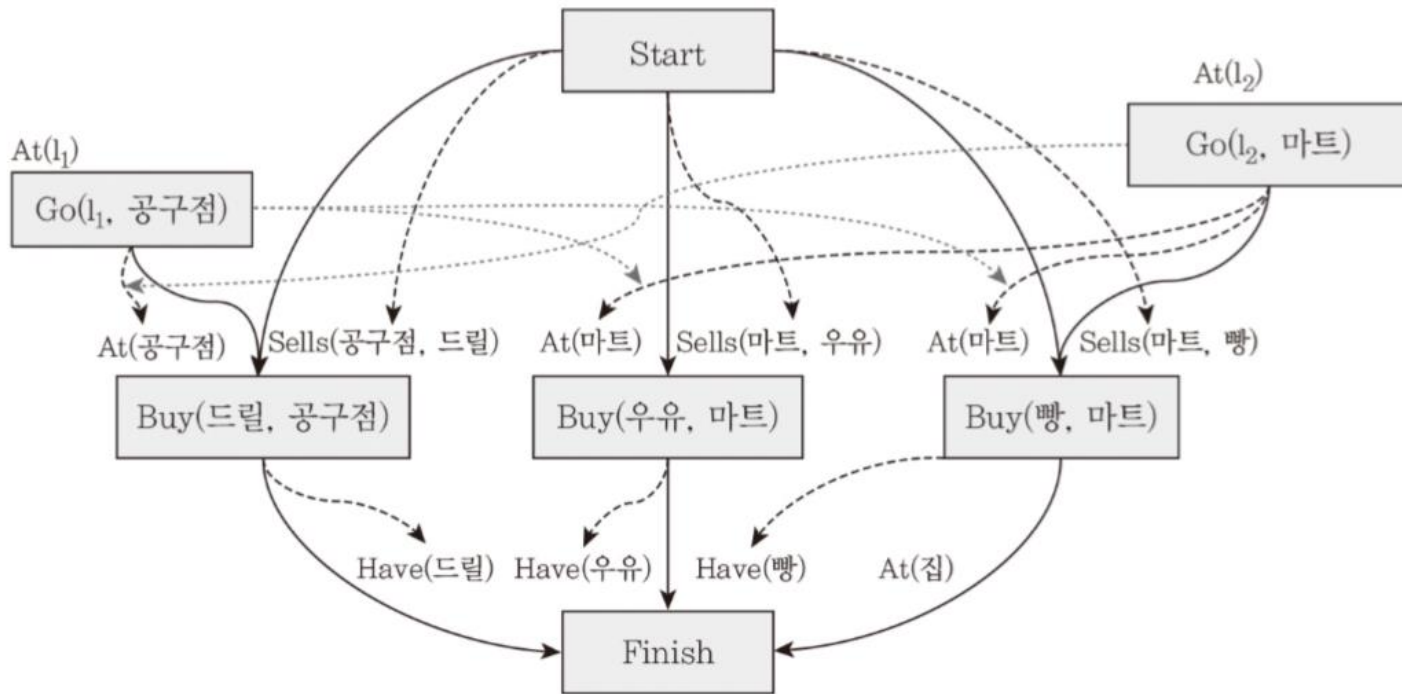 Start
At(l₂)
Go(l₂, 마트)
At(l₁)
Go(l₁, 공구점)
At(공구점)
Sells(공구점, 드릴)
At(마트)
Sells(마트, 우유)
At(마트)
Sells(마트, 빵)
Buy(드릴, 공구점)
Buy(우유, 마트)
Buy(빵, 마트)
Have(드릴)
Have(우유)
Have(빵)
At(집)
Finish